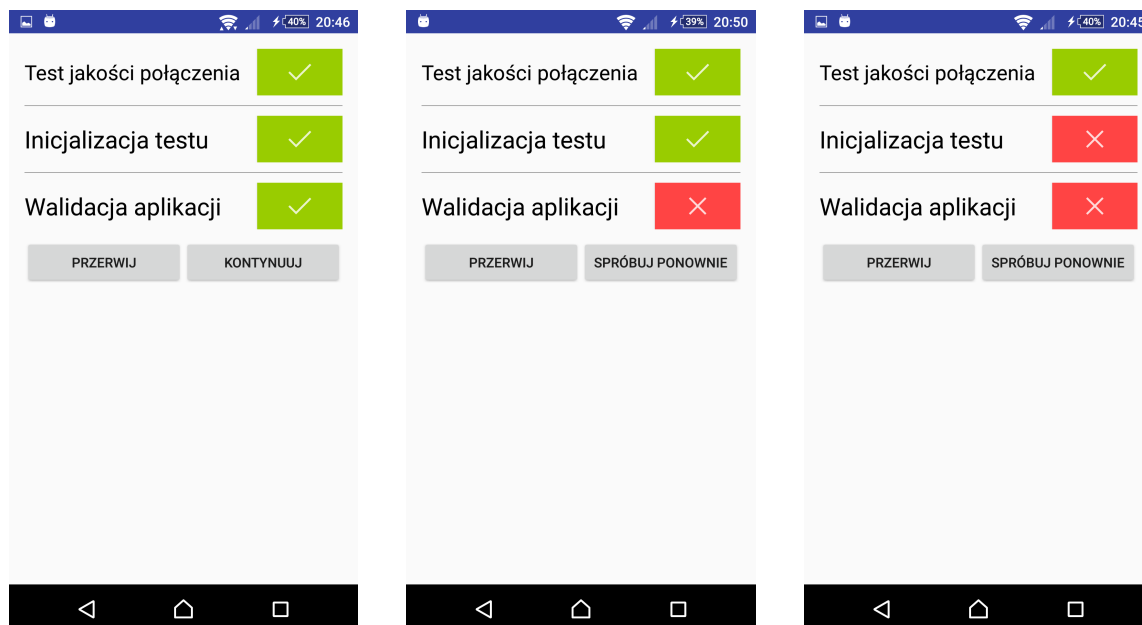 40% 20:46
Test jakości połączenia
Inicjalizacja testu
Walidacja aplikacji
PRZERWIJ KONTYNUUJ
39% 20:50
Test jakości połączenia
Inicjalizacja testu
Walidacja aplikacji
PRZERWIJ SPRÓBUJ PONOWNIE
40% 20:45
Test jakości połączenia
Inicjalizacja testu
Walidacja aplikacji
PRZERWIJ SPRÓBUJ PONOWNIE